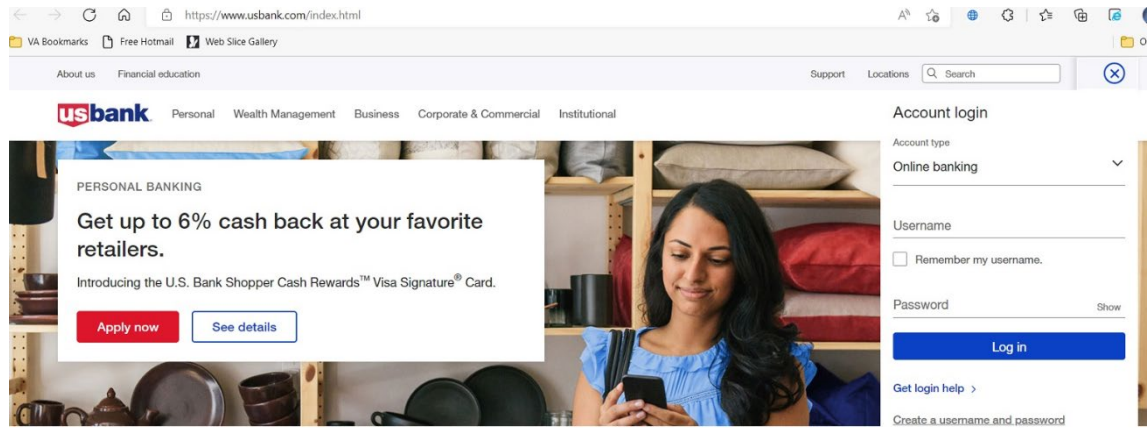 https://www.usbank.com/index.html
VA Bookmarks Free Hotmail Web Slice Gallery
About us Financial education Support Locations Search
usbank Personal Wealth Management Business Corporate & Commercial Institutional
Account login
Account type
Online banking
PERSONAL BANKING
Get up to 6% cash back at your favorite
retailers.
Introducing the U.S. Bank Shopper Cash Rewards™ Visa Signature® Card.
Apply now See details
Username
Remember my username.
Password Show
Log in
Get login help >
Create a username and password